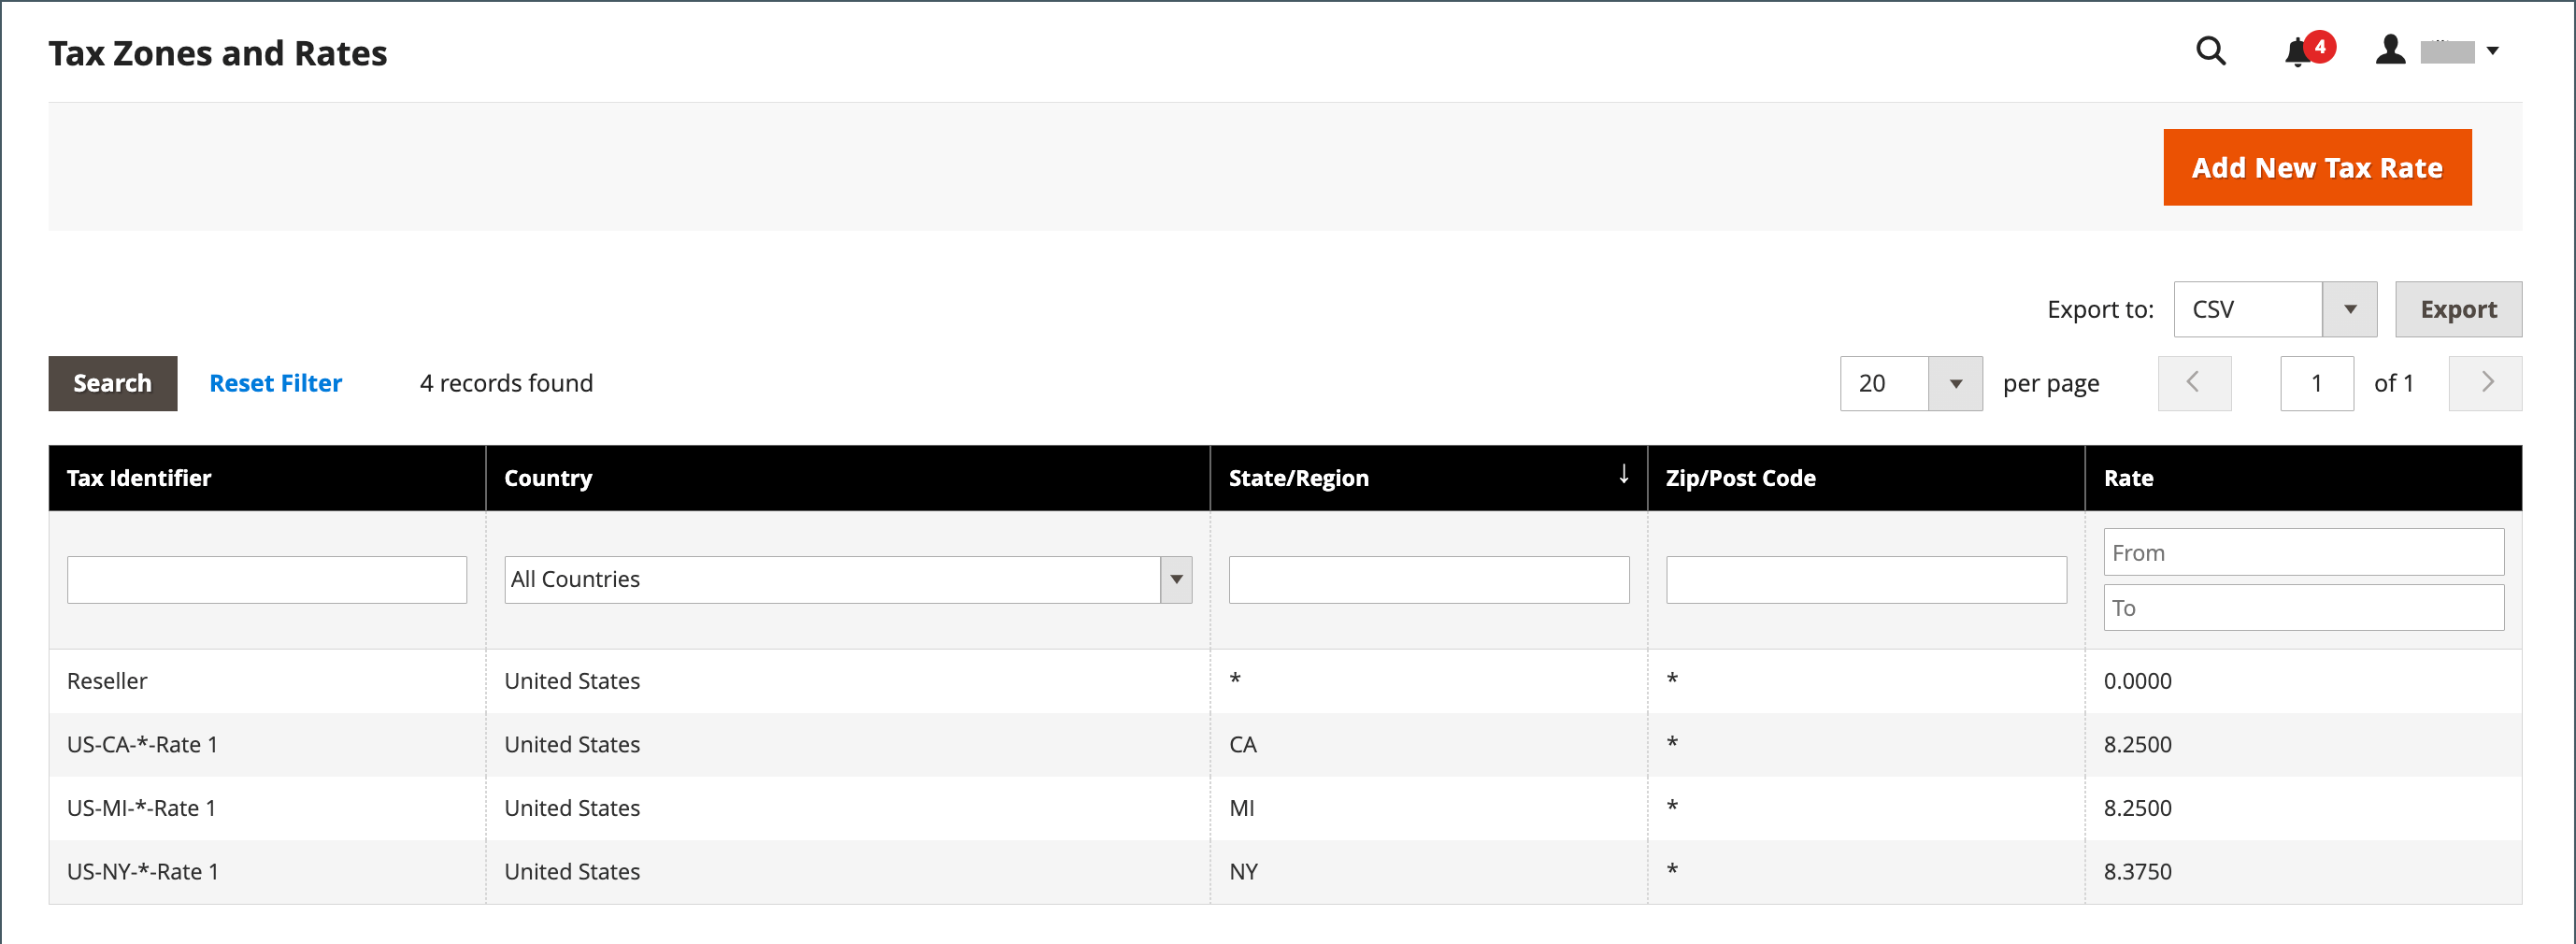 Tax Zones and Rates
4
Add New Tax Rate
Export to: CSV Export
Search Reset Filter 4 records found 20 per page 1 of 1
Tax Identifier Country State/Region ↓ Zip/Post Code Rate
All Countries
From
To
Reseller United States * * 0.0000
US-CA-*-Rate 1 United States CA * 8.2500
US-MI-*-Rate 1 United States MI * 8.2500
US-NY-*-Rate 1 United States NY * 8.3750